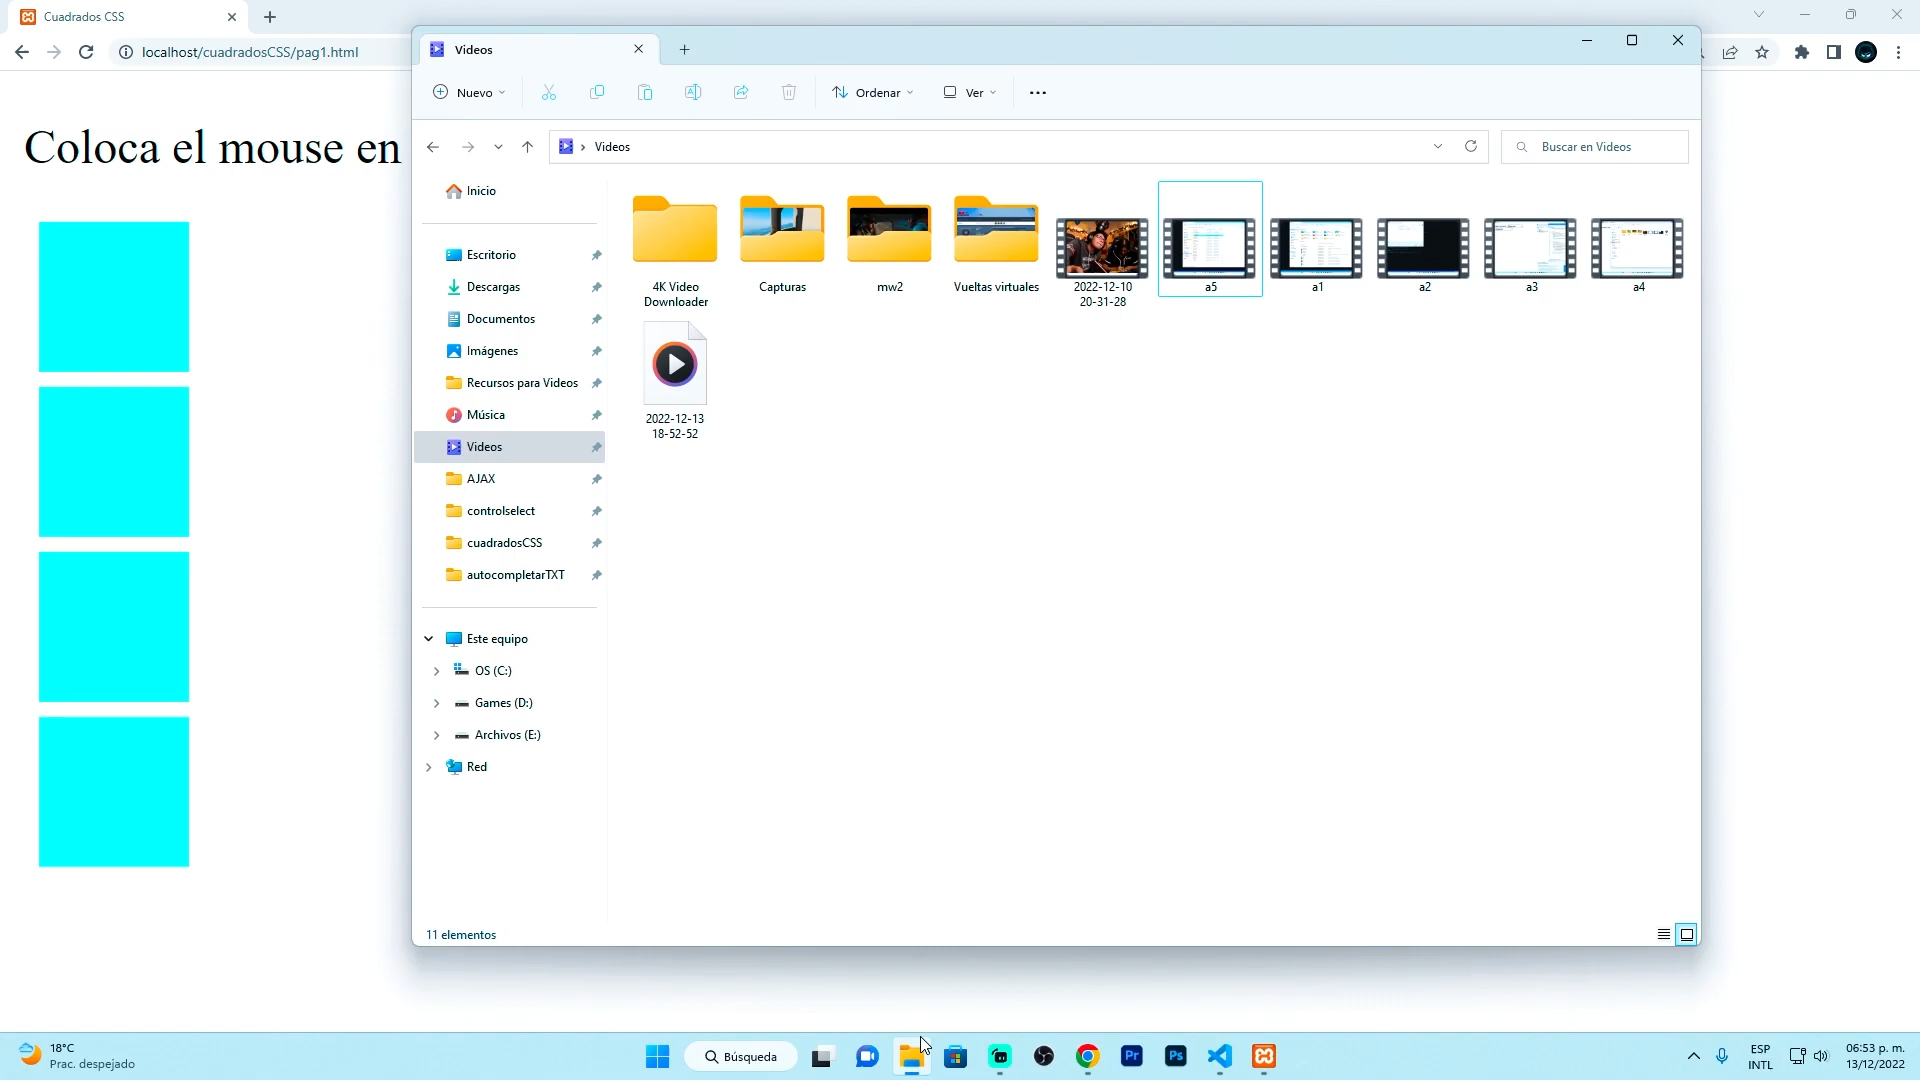 Cuadrados CSS
localhost/cuadradosCSS/pag1.html
Coloca el mouse en
Videos
Nuevo
Ordenar
Ver
Videos
Buscar en Videos
Inicio
Escritorio
Descargas
Documentos
Imágenes
Recursos para Videos
Música
Videos
AJAX
controlselect
cuadradosCSS
autocompletarTXT
Este equipo
OS (C:)
Games (D:)
Archivos (E:)
Red
4K Video
Downloader
Capturas
mw2
Vueltas virtuales
2022-12-10
20-31-28
a5
a1
a2
a3
a4
2022-12-13
18-52-52
11 elementos
18°C
Prac. despejado
Búsqueda
Pr
Ps
ESP
INTL
06:53 p. m.
13/12/2022